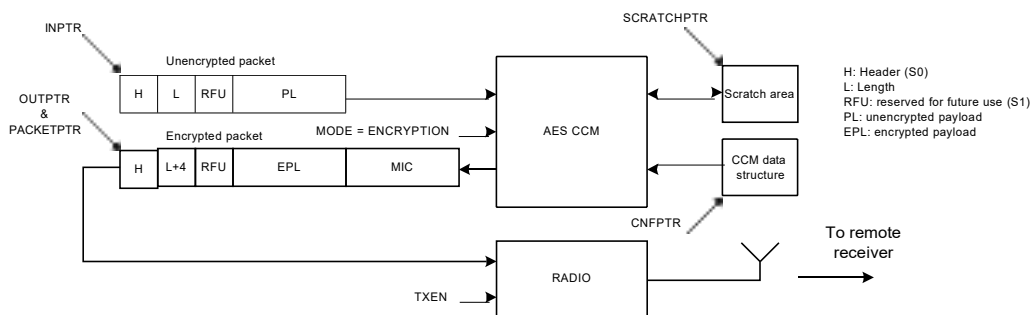 INPTR
SCRATCHPTR
Unencrypted packet
H L RFU PL
OUTPTR
&
PACKETPTR
Encrypted packet
MODE = ENCRYPTION
H L+4 RFU EPL MIC
AES CCM
Scratch area
CCM data
structure
CNFPTR
H: Header (S0)
L: Length
RFU: reserved for future use (S1)
PL: unencrypted payload
EPL: encrypted payload
To remote
receiver
RADIO
TXEN